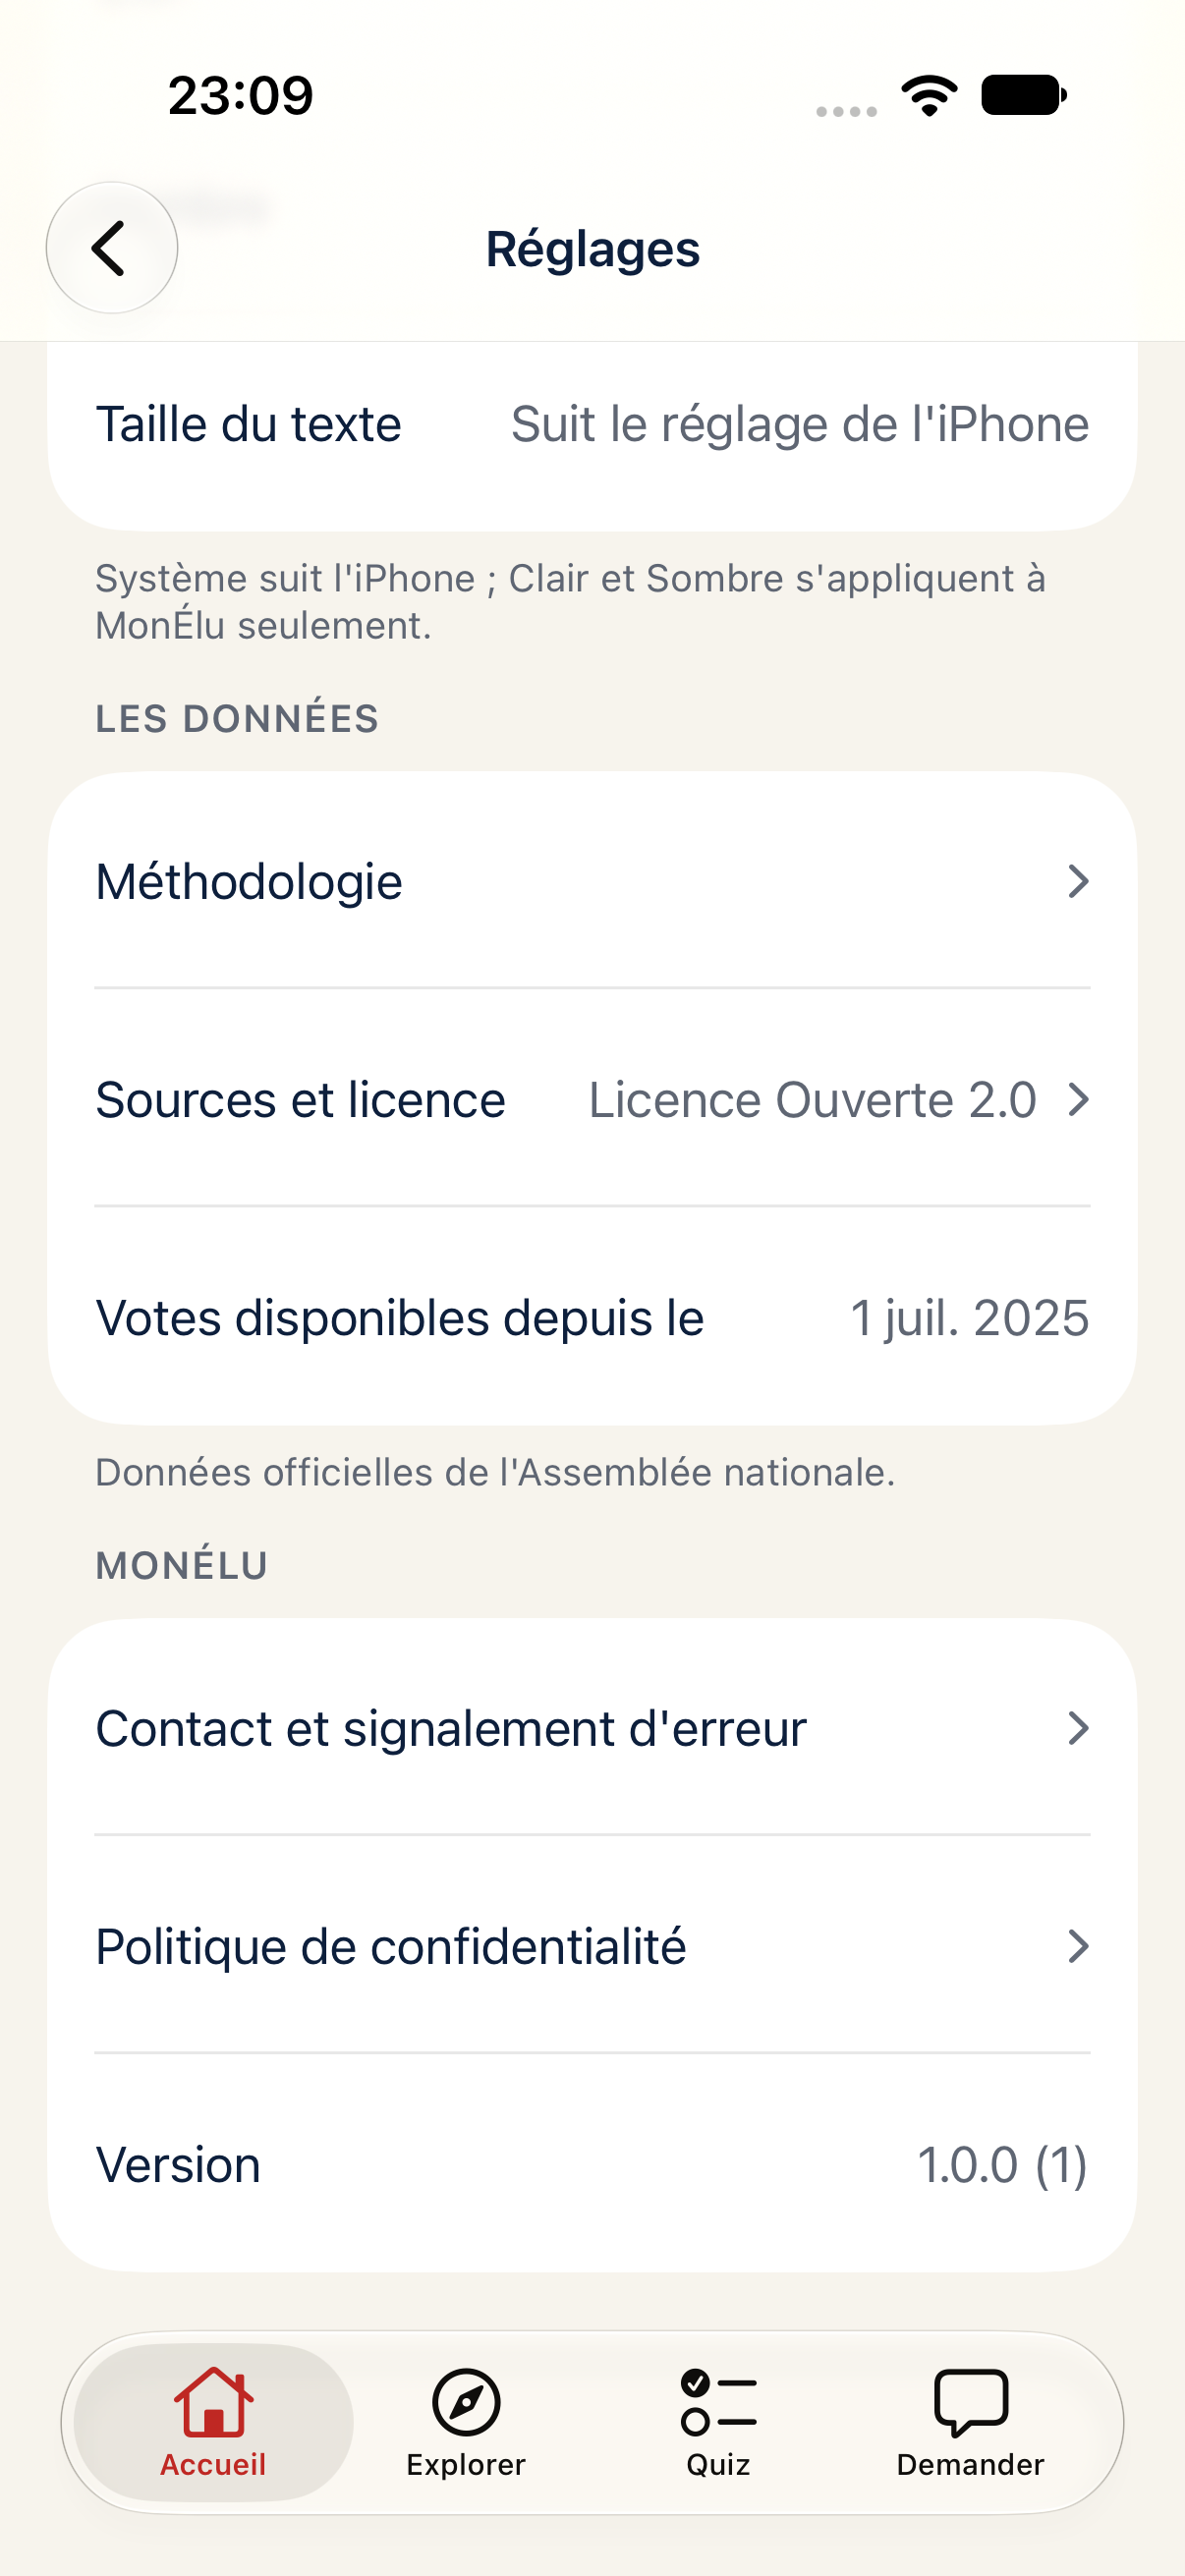 23:09
Réglages
Taille du texte Suit le réglage de l'iPhone
Système suit l'iPhone ; Clair et Sombre s'appliquent à
MonÉlu seulement.
LES DONNÉES
Méthodologie
Sources et licence Licence Ouverte 2.0
Votes disponibles depuis le 1 juil. 2025
Données officielles de l'Assemblée nationale.
MONÉLU
Contact et signalement d'erreur
Politique de confidentialité
Version 1.0.0 (1)
Accueil Explorer Quiz Demander